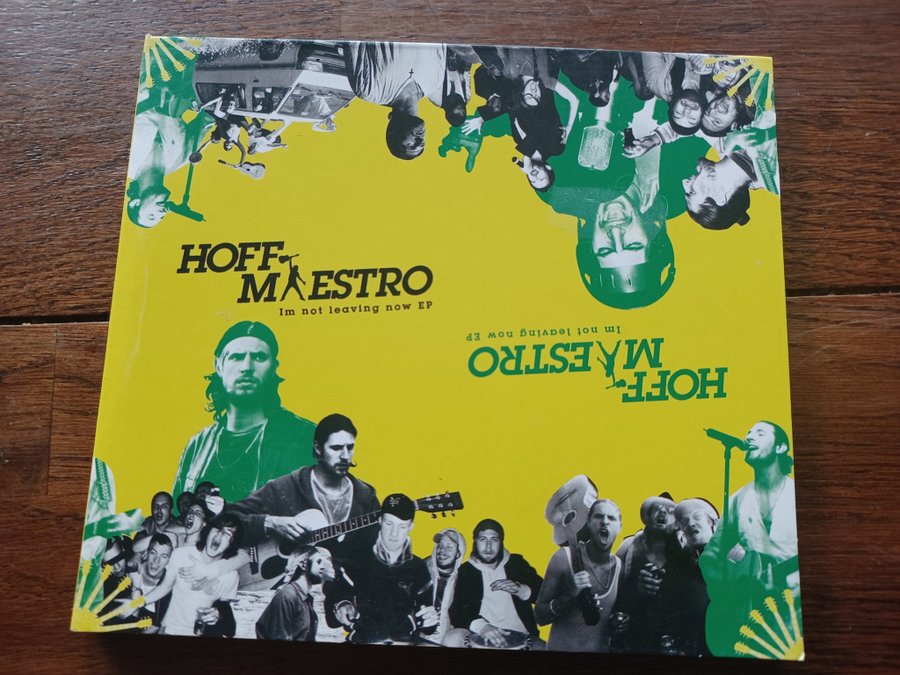 HOFF
MAESTRO
Im not leaving now EP
Im not leaving now EP
MAESTRO
HOFF